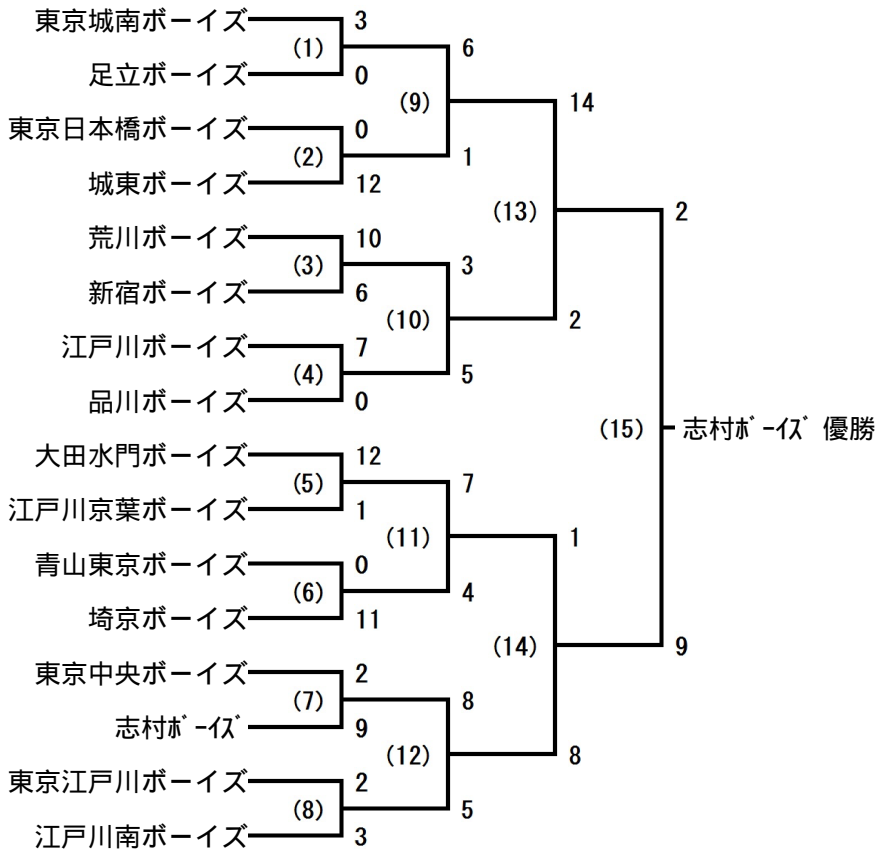 東京城南ボーイズ 3
(1) 6
足立ボーイズ 0
(9) 14
東京日本橋ボーイズ 0
(2) 1
城東ボーイズ 12
(13) 2
荒川ボーイズ 10
(3) 3
新宿ボーイズ 6
(10) 2
江戸川ボーイズ 7
(4) 5
品川ボーイズ 0
(15) 志村ﾎﾞｰｲｽﾞ 優勝
大田水門ボーイズ 12
(5) 7
江戸川京葉ボーイズ 1
(11) 1
青山東京ボーイズ 0
(6) 4
埼京ボーイズ 11
(14) 9
東京中央ボーイズ 2
(7) 8
志村ﾎﾞｰｲｽﾞ 9
(12) 8
東京江戸川ボーイズ 2
(8) 5
江戸川南ボーイズ 3